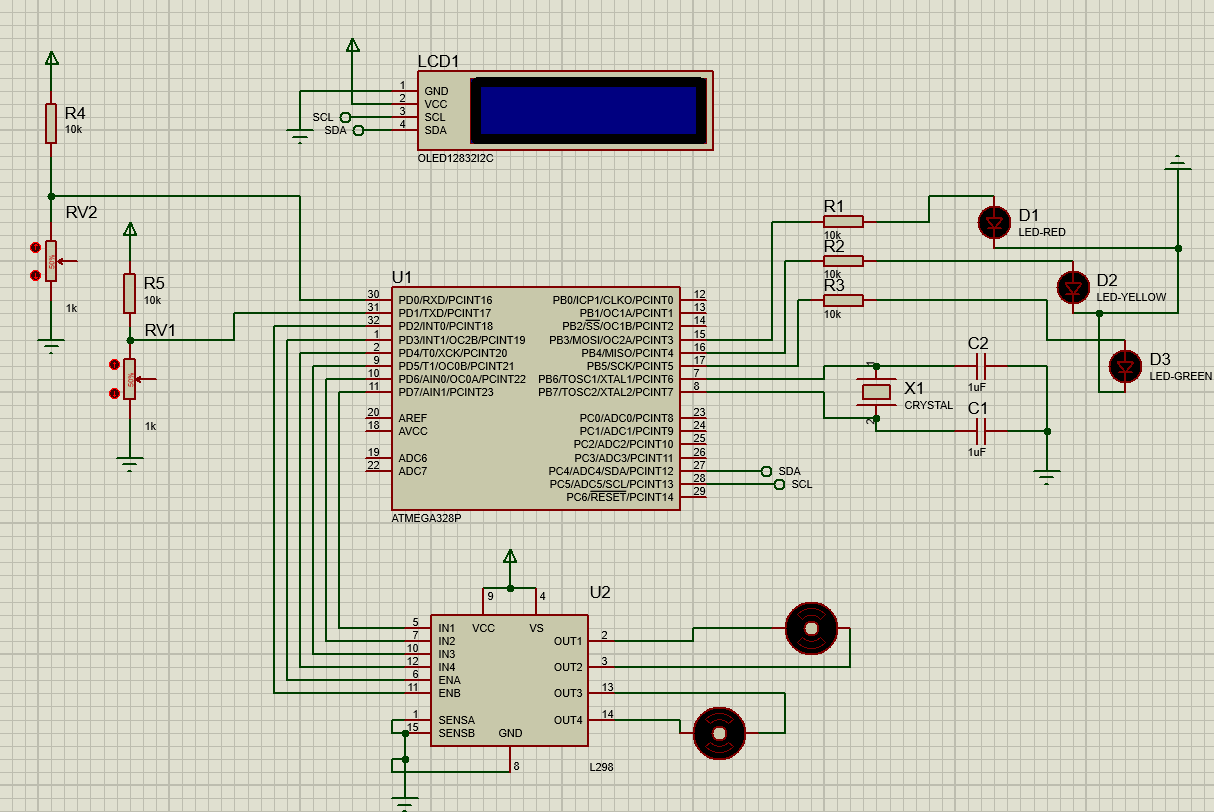 LCD1
1 GND
2 VCC
SCL 3 SCL
SDA 4 SDA
OLED12832I2C
R4
10k
RV2
50%
1k
R5
10k
RV1
50%
1k
R1
10k
R2
10k
R3
10k
D1
LED-RED
D2
LED-YELLOW
D3
LED-GREEN
U1
30 PD0/RXD/PCINT16 PB0/ICP1/CLKO/PCINT0 12
31 PD1/TXD/PCINT17 PB1/OC1A/PCINT1 13
32 PD2/INT0/PCINT18 PB2/SS/OC1B/PCINT2 14
1 PD3/INT1/OC2B/PCINT19 PB3/MOSI/OC2A/PCINT3 15
2 PD4/T0/XCK/PCINT20 PB4/MISO/PCINT4 16
9 PD5/T1/OC0B/PCINT21 PB5/SCK/PCINT5 17
10 PD6/AIN0/OC0A/PCINT22 PB6/TOSC1/XTAL1/PCINT6 7
11 PD7/AIN1/PCINT23 PB7/TOSC2/XTAL2/PCINT7 8
20 AREF PC0/ADC0/PCINT8 23
18 AVCC PC1/ADC1/PCINT9 24
PC2/ADC2/PCINT10 25
19 ADC6 PC3/ADC3/PCINT11 26
22 ADC7 PC4/ADC4/SDA/PCINT12 27 SDA
PC5/ADC5/SCL/PCINT13 28 SCL
PC6/RESET/PCINT14 29
ATMEGA328P
1
X1
CRYSTAL
2
C2
1uF
C1
1uF
U2
9 4
VCC VS
5 IN1
7 IN2 OUT1 2
10 IN3
12 IN4 OUT2 3
6 ENA
11 ENB OUT3 13
1 SENSA OUT4 14
15 SENSB GND
8
L298